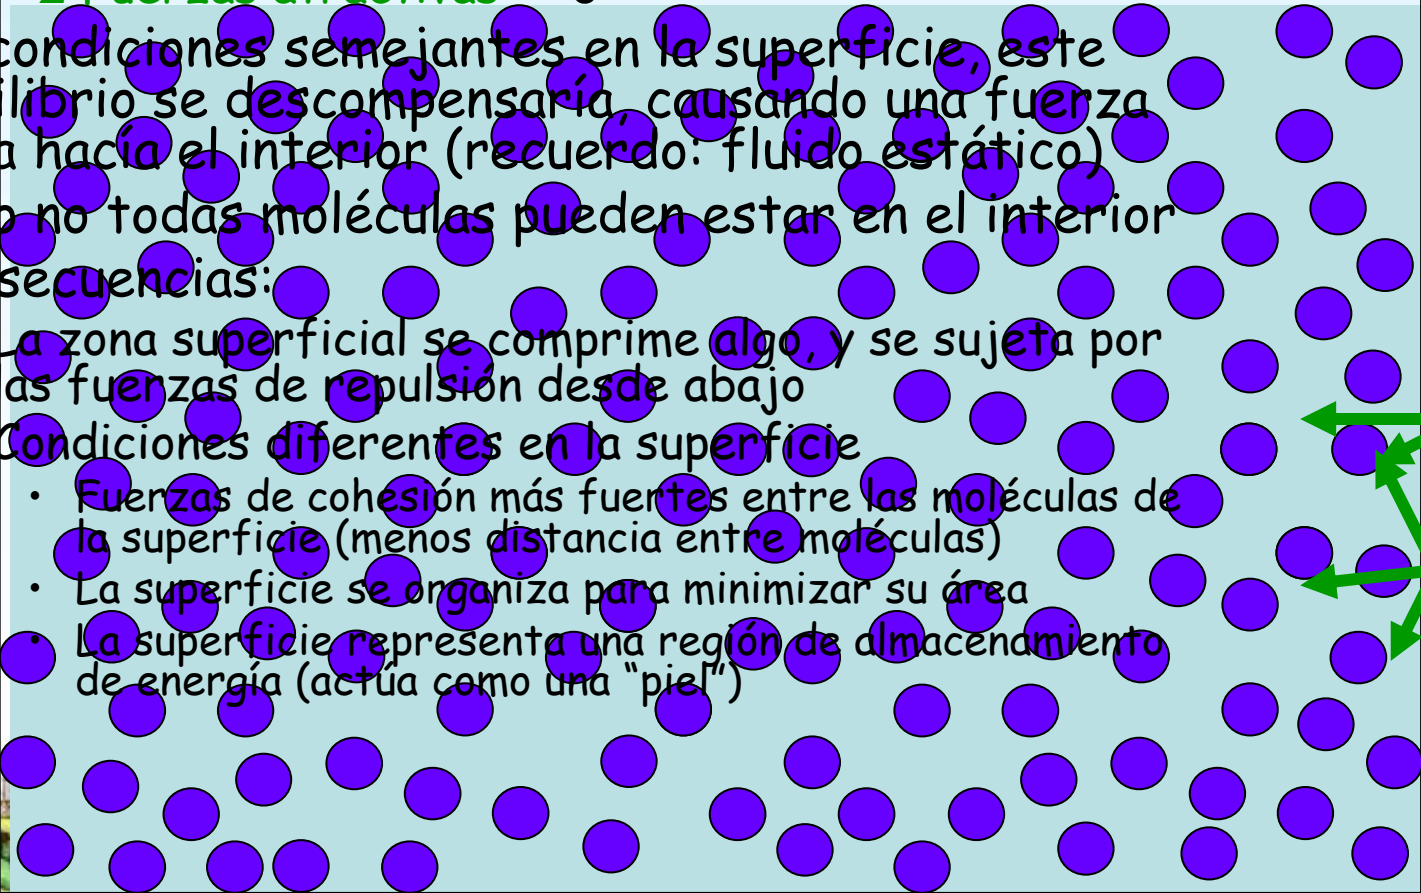 condiciones semejantes en la superficie, este
ilibrio se descompensaría, causando una fuerza
a hacía el interior (recuerdo: fluido estático)
o no todas moléculas pueden estar en el interior
secuencias:
La zona superficial se comprime algo, y se sujeta por
as fuerzas de repulsión desde abajo
Condiciones diferentes en la superficie
• Fuerzas de cohesión más fuertes entre las moléculas de
la superficie (menos distancia entre moléculas)
• La superficie se organiza para minimizar su área
• La superficie representa una región de almacenamiento
de energía (actúa como una “piel”)